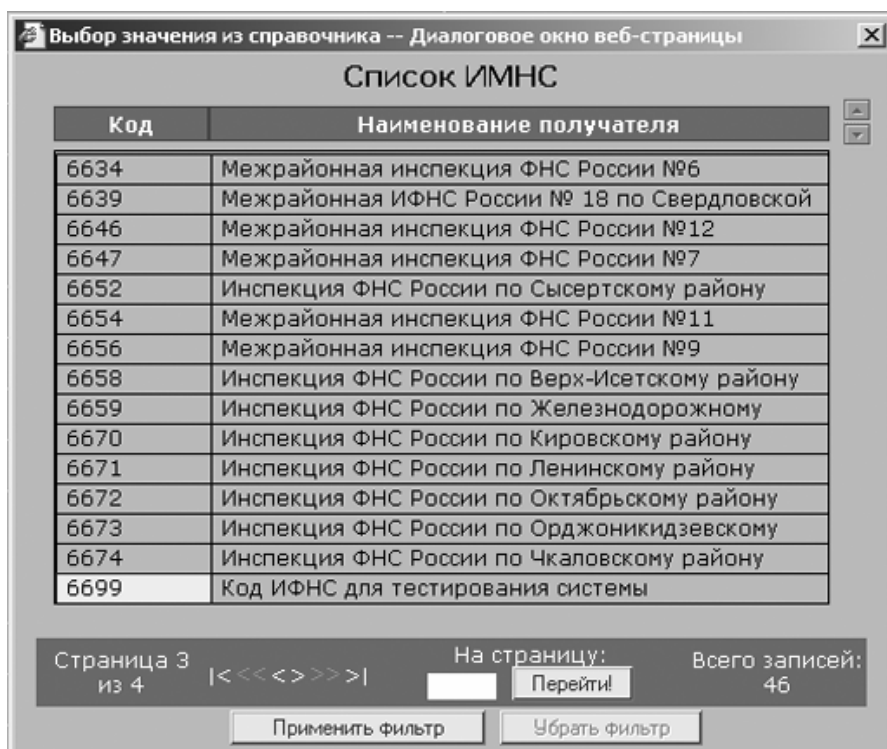 Выбор значения из справочника -- Диалоговое окно веб-страницы
Список ИМНС
Код Наименование получателя
6634 Межрайонная инспекция ФНС России №6
6639 Межрайонная ИФНС России № 18 по Свердловской
6646 Межрайонная инспекция ФНС России №12
6647 Межрайонная инспекция ФНС России №7
6652 Инспекция ФНС России по Сысертскому району
6654 Межрайонная инспекция ФНС России №11
6656 Межрайонная инспекция ФНС России №9
6658 Инспекция ФНС России по Верх-Исетскому району
6659 Инспекция ФНС России по Железнодорожному
6670 Инспекция ФНС России по Кировскому району
6671 Инспекция ФНС России по Ленинскому району
6672 Инспекция ФНС России по Октябрьскому району
6673 Инспекция ФНС России по Орджоникидзевскому
6674 Инспекция ФНС России по Чкаловскому району
6699 Код ИФНС для тестирования системы
Страница 3 из 4
|< << < > >> >|
На страницу:
Перейти!
Всего записей: 46
Применить фильтр
Убрать фильтр